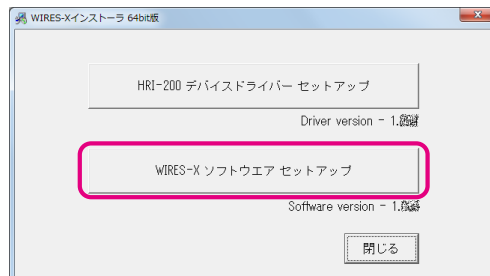 WIRES-Xインストーラ 64bit版
HRI-200 デバイスドライバー セットアップ
Driver version - 1.
WIRES-X ソフトウエア セットアップ
Software version - 1.
閉じる